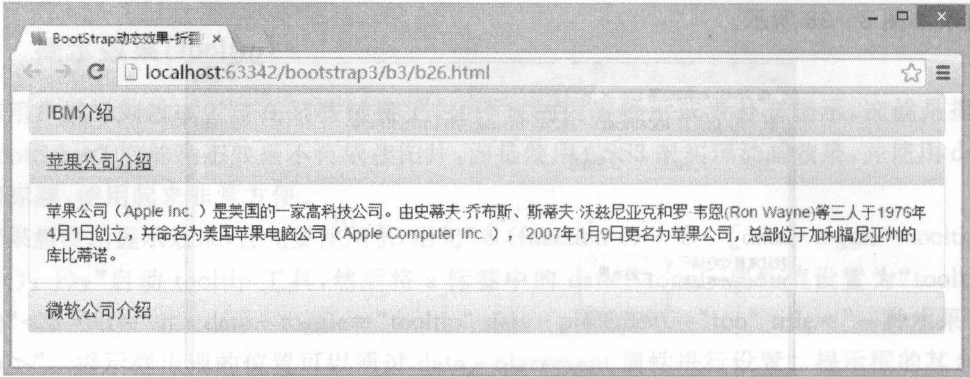 BootStrap动态效果-折叠
localhost:63342/bootstrap3/b3/b26.html
IBM介绍
苹果公司介绍
苹果公司（Apple Inc. ）是美国的一家高科技公司。由史蒂夫·乔布斯、斯蒂夫·沃兹尼亚克和罗·韦恩(Ron Wayne)等三人于1976年
4月1日创立，并命名为美国苹果电脑公司（Apple Computer Inc. ），2007年1月9日更名为苹果公司，总部位于加利福尼亚州的
库比蒂诺。
微软公司介绍